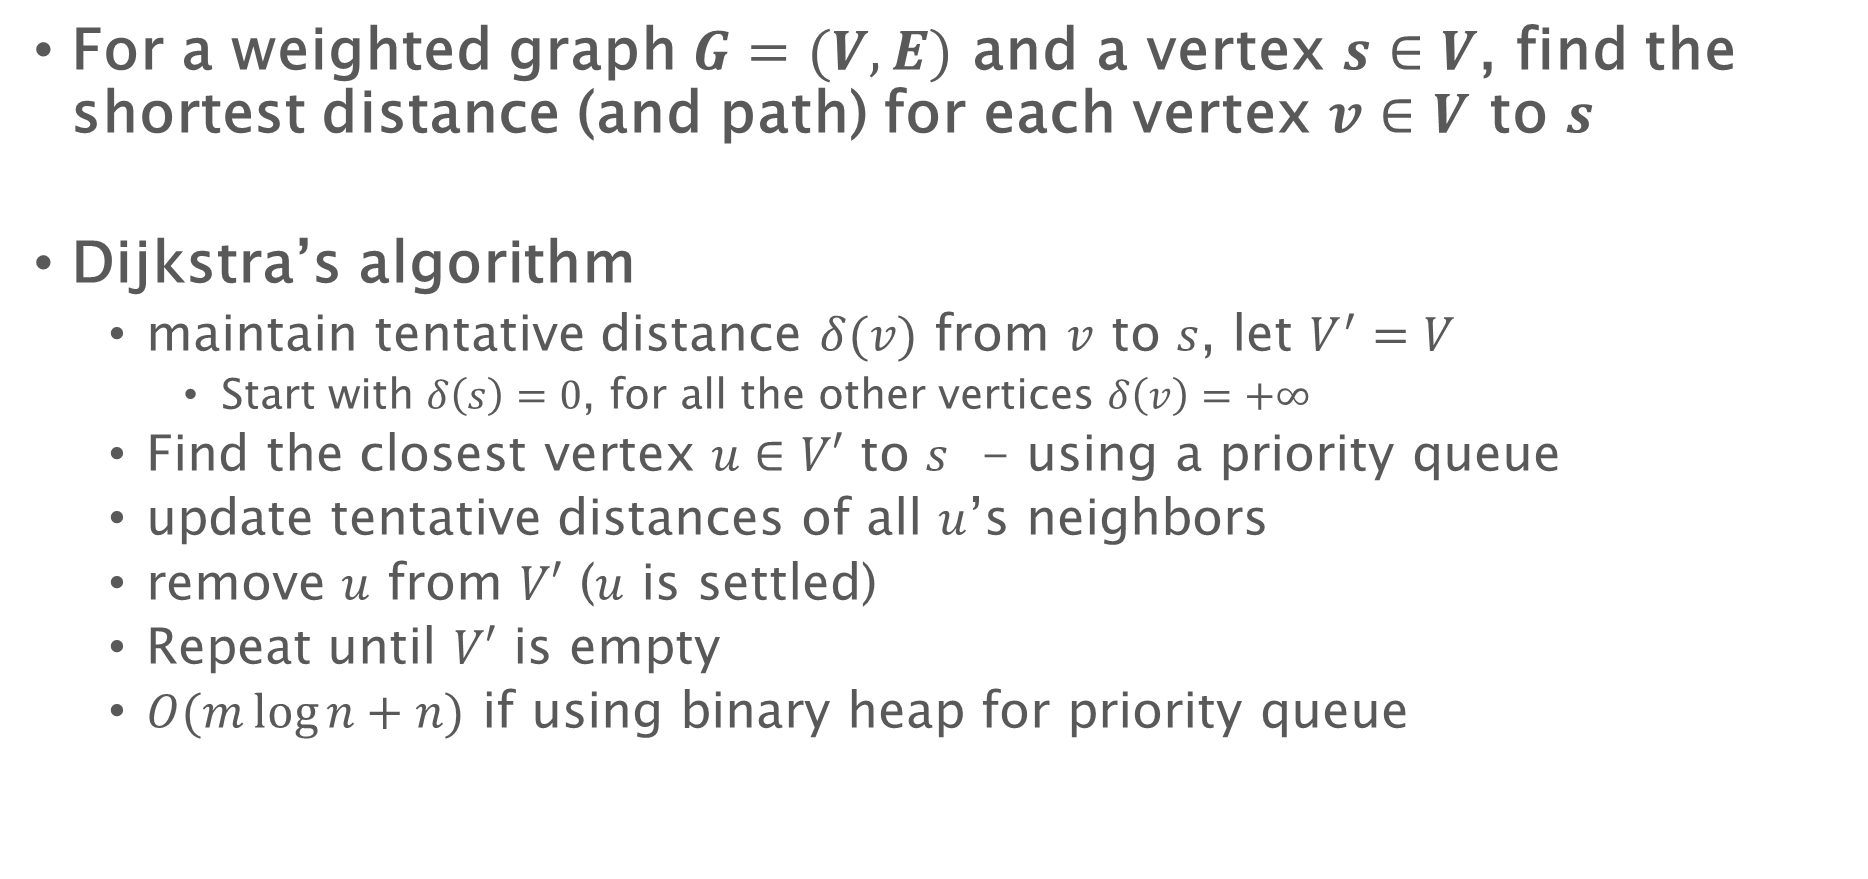 • For a weighted graph G = (V, E) and a vertex s ∈ V, find the
shortest distance (and path) for each vertex v ∈ V to s
• Dijkstra’s algorithm
• maintain tentative distance δ(v) from v to s, let V′ = V
• Start with δ(s) = 0, for all the other vertices δ(v) = +∞
• Find the closest vertex u ∈ V′ to s – using a priority queue
• update tentative distances of all u’s neighbors
• remove u from V′ (u is settled)
• Repeat until V′ is empty
• O(m log n + n) if using binary heap for priority queue